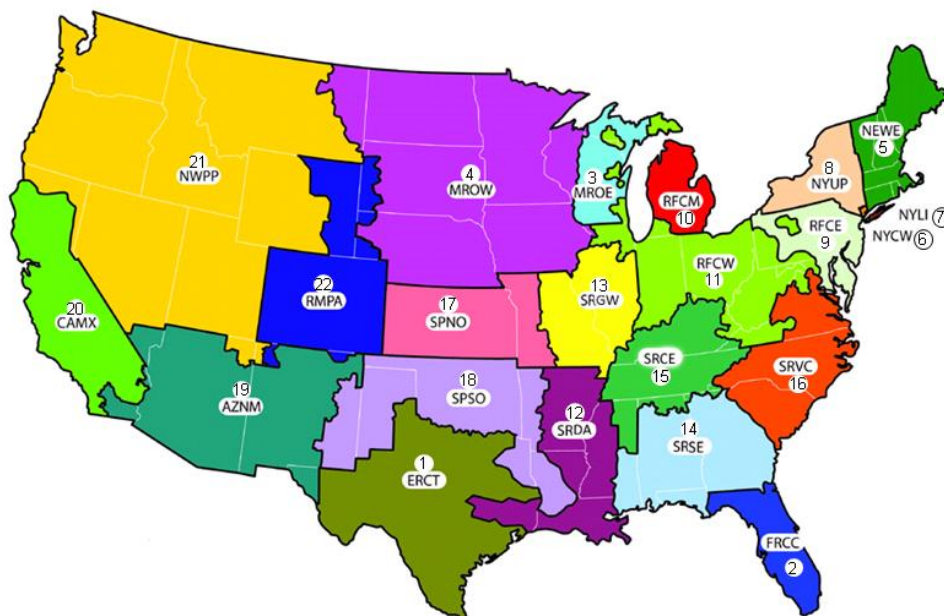 NEWE
5
8
NYUP
21
NWPP
4
MROW
3
MROE
RFCM
10
NYLI 7
NYCW 6
RFCE
9
RFCW
11
13
SRGW
22
RMPA
17
SPNO
20
CAMX
SRCE
15
SRVC
16
19
AZNM
18
SPSO
12
SRDA
14
SRSE
1
ERCT
FRCC
2